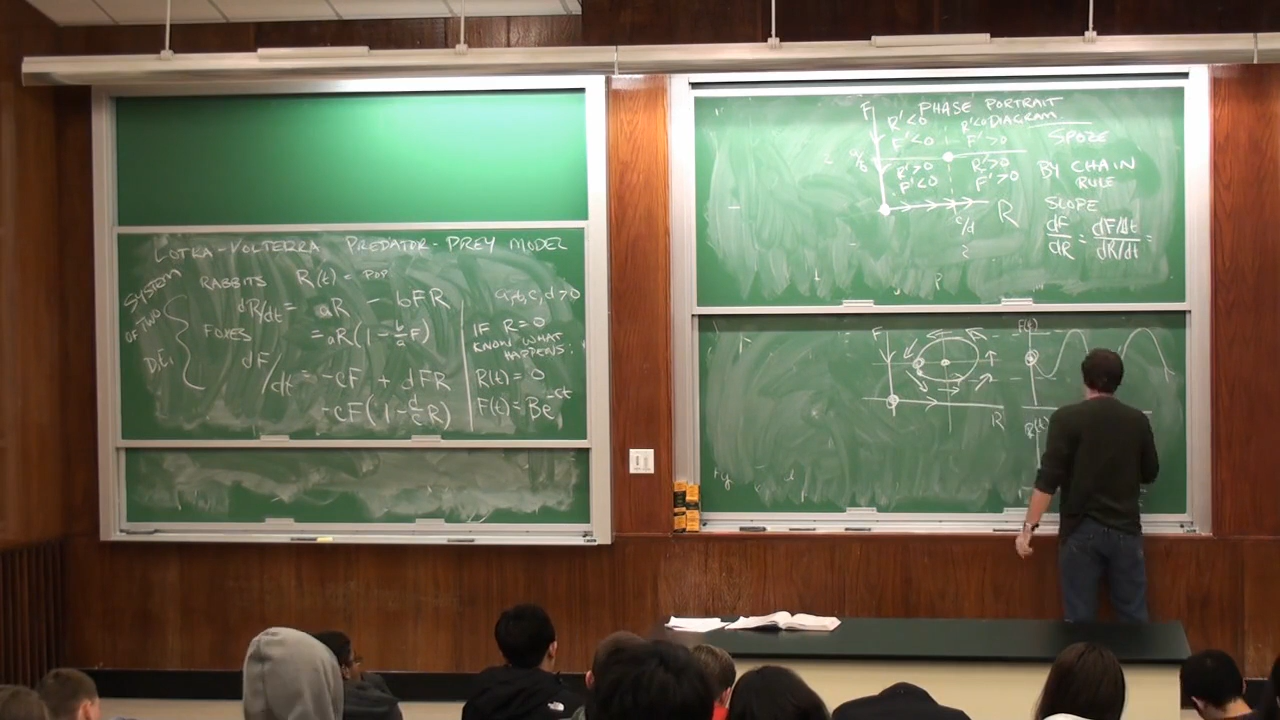 LOTKA-VOLTERRA PREDATOR-PREY MODEL
SYSTEM
OF TWO
D.E.
RABBITS R(t) = POP
dR/dt = aR - bFR
= aR(1-b/a F)
FOXES
dF/dt = -cF + dFR
-cF(1-d/c R)
a,b,c,d>0
IF R=0
KNOW WHAT
HAPPENS:
R(t)=0
F(t)=Be^-ct
PHASE PORTRAIT
DIAGRAM
F
R'<0 R'<0
F'<0 F'>0
a/b
R'>0 R'>0
F'<0 F'>0
R
c/d
SPOZE
BY CHAIN
RULE
SLOPE
dF/dR = dF/dt / dR/dt =
F
R
F(t)
R(t)